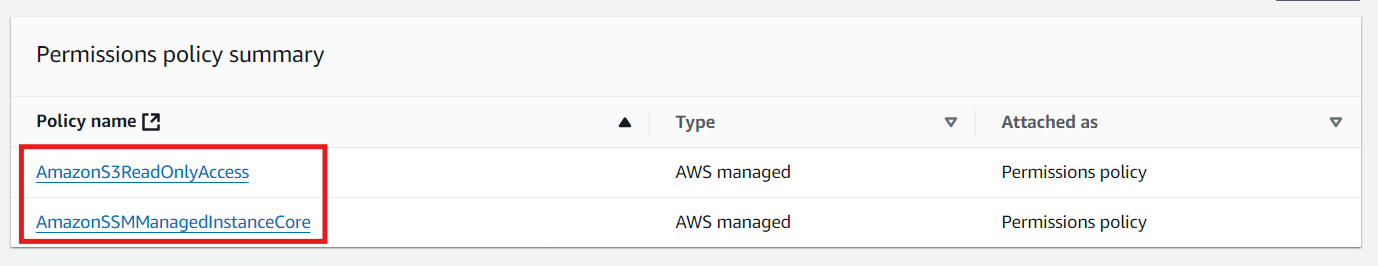 Permissions policy summary
Policy name Type Attached as
AmazonS3ReadOnlyAccess AWS managed Permissions policy
AmazonSSMManagedInstanceCore AWS managed Permissions policy